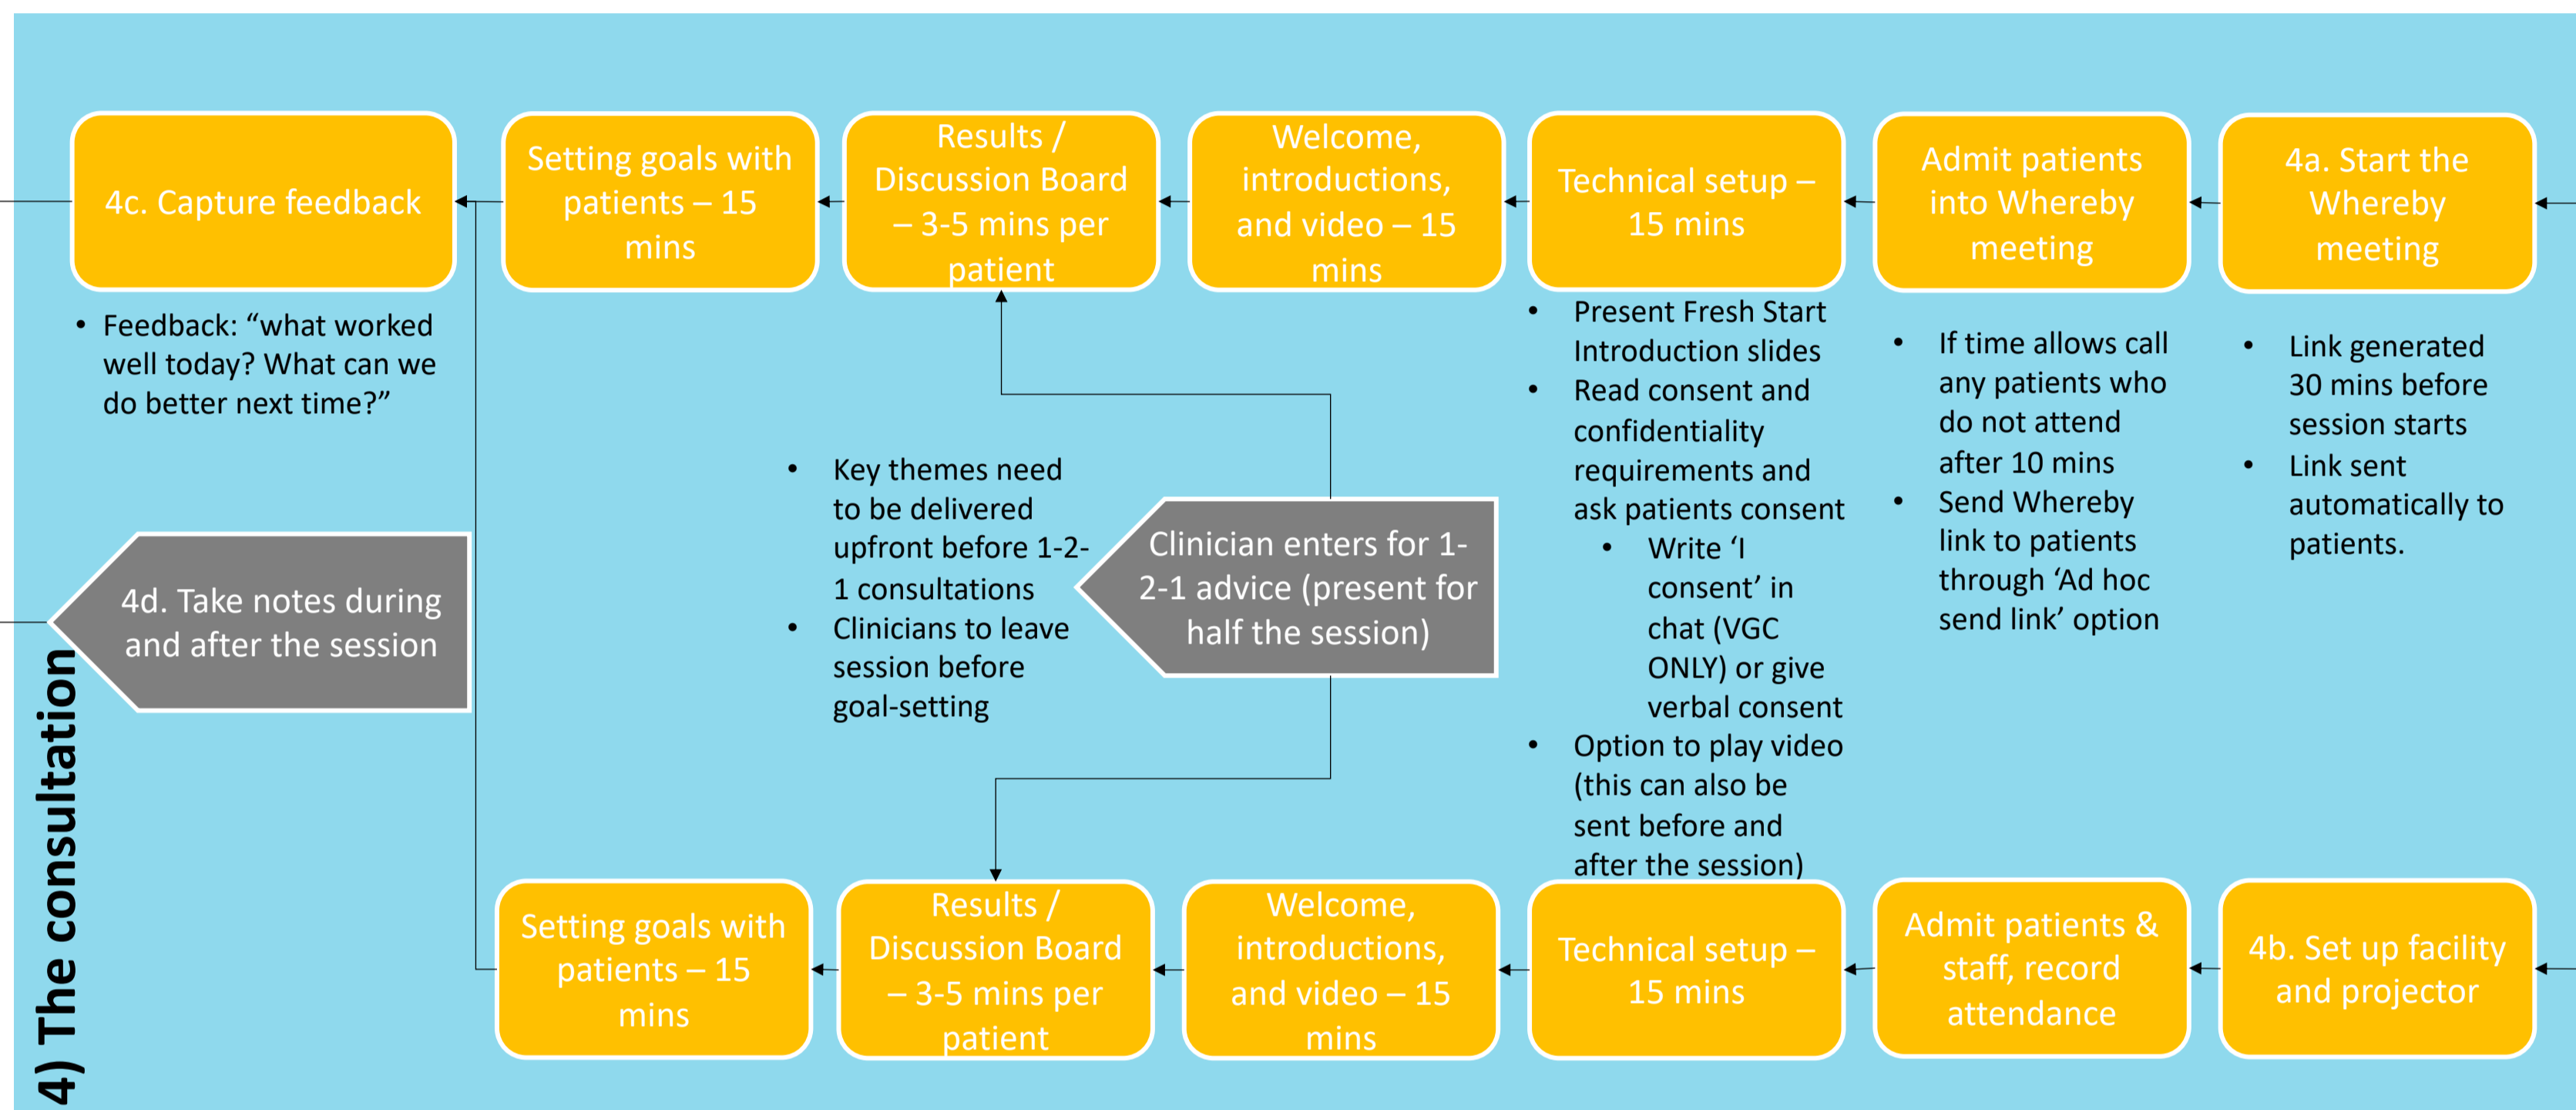 4c. Capture feedback
Setting goals with
patients – 15
mins
Results /
Discussion Board
– 3-5 mins per
patient
Welcome,
introductions,
and video – 15
mins
Technical setup –
15 mins
Admit patients
into Whereby
meeting
4a. Start the
Whereby
meeting
• Feedback: “what worked
well today? What can we
do better next time?”
• Key themes need
to be delivered
upfront before 1-2-
1 consultations
• Clinicians to leave
session before
goal-setting
Clinician enters for 1-
2-1 advice (present for
half the session)
• Present Fresh Start
Introduction slides
• Read consent and
confidentiality
requirements and
ask patients consent
• Write ‘I
consent’ in
chat (VGC
ONLY) or give
verbal consent
• Option to play video
(this can also be
sent before and
after the session)
• If time allows call
any patients who
do not attend
after 10 mins
• Send Whereby
link to patients
through ‘Ad hoc
send link’ option
• Link generated
30 mins before
session starts
• Link sent
automatically to
patients.
4d. Take notes during
and after the session
4) The consultation
Setting goals with
patients – 15
mins
Results /
Discussion Board
– 3-5 mins per
patient
Welcome,
introductions,
and video – 15
mins
Technical setup –
15 mins
Admit patients &
staff, record
attendance
4b. Set up facility
and projector